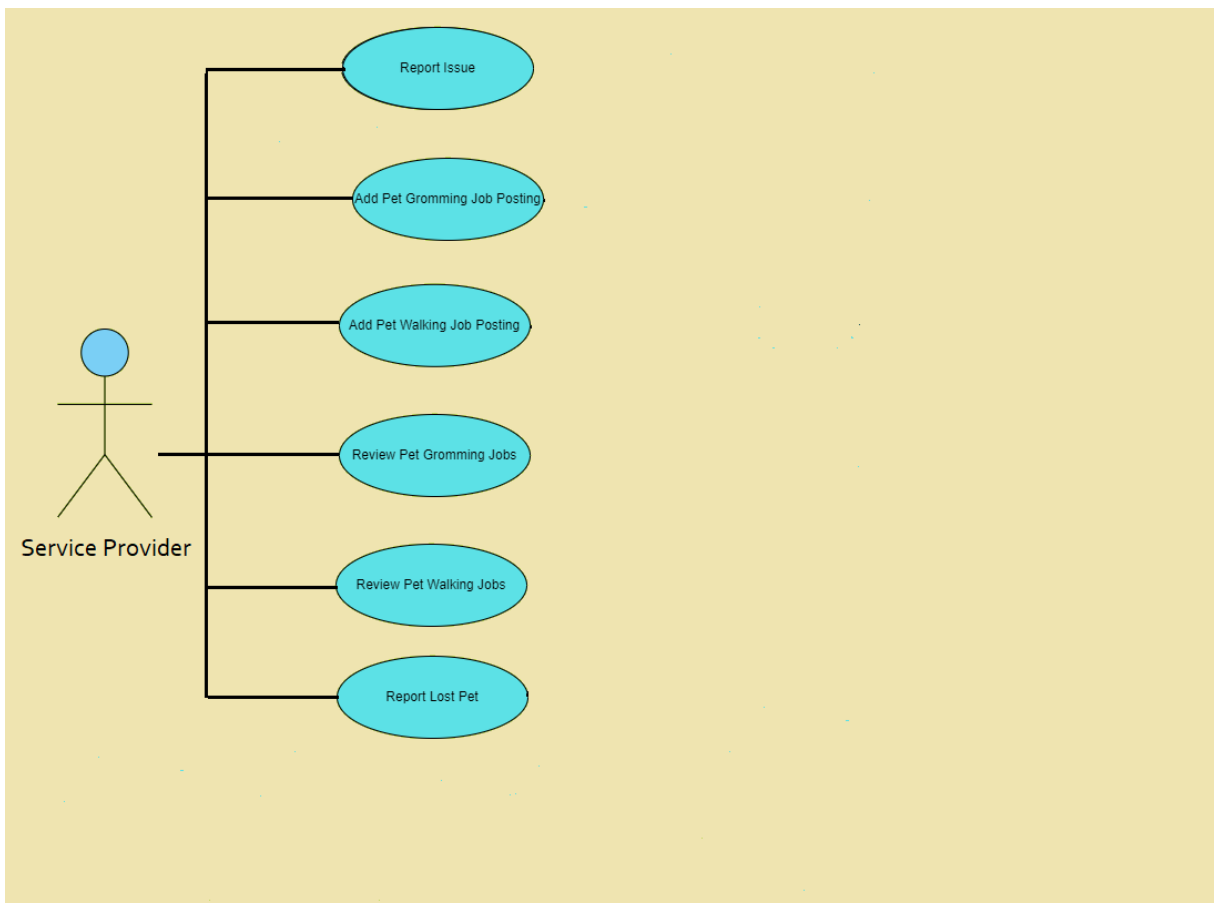 Report Issue
Add Pet Gromming Job Posting
Add Pet Walking Job Posting
Review Pet Gromming Jobs
Service Provider
Review Pet Walking Jobs
Report Lost Pet